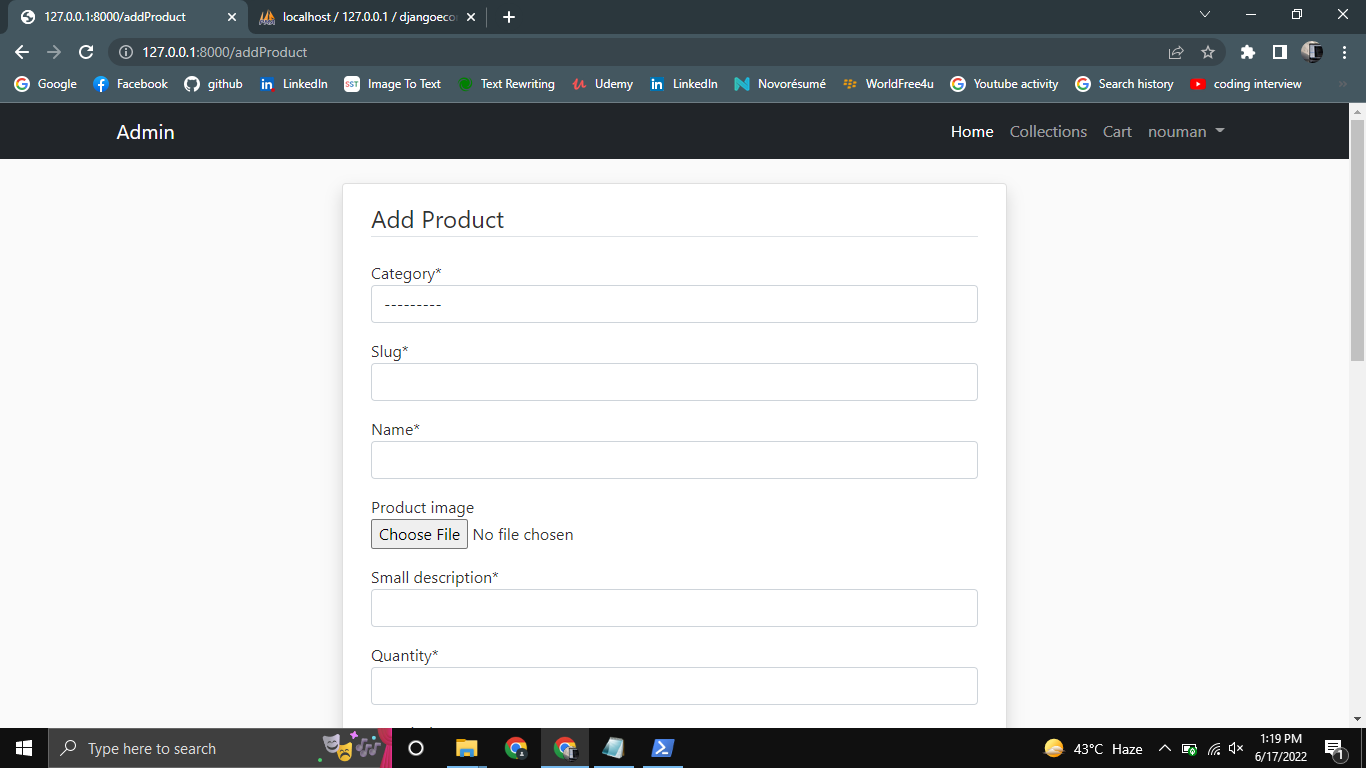 127.0.0.1:8000/addProduct
localhost / 127.0.0.1 / djangoeco
127.0.0.1:8000/addProduct
Google Facebook github LinkedIn SST Image To Text Text Rewriting Udemy LinkedIn Novorésumé WorldFree4u Youtube activity Search history coding interview
Admin Home Collections Cart nouman
Add Product
Category*
---------
Slug*
Name*
Product image
Choose File No file chosen
Small description*
Quantity*
Type here to search
43°C Haze
1:19 PM
6/17/2022
1